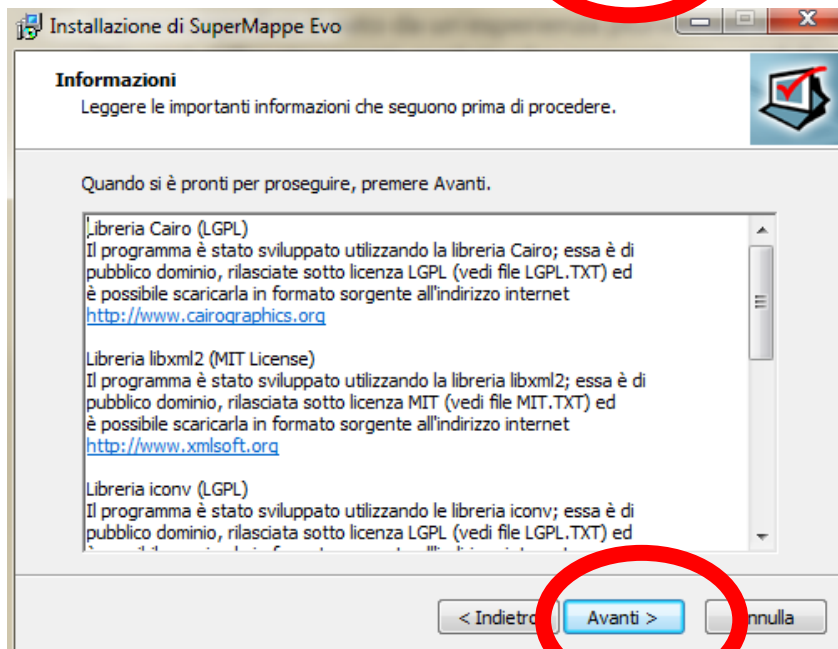 Installazione di SuperMappe Evo
Informazioni
Leggere le importanti informazioni che seguono prima di procedere.
Quando si è pronti per proseguire, premere Avanti.
Libreria Cairo (LGPL)
Il programma è stato sviluppato utilizzando la libreria Cairo; essa è di
pubblico dominio, rilasciate sotto licenza LGPL (vedi file LGPL.TXT) ed
è possibile scaricarla in formato sorgente all'indirizzo internet
http://www.cairographics.org
Libreria libxml2 (MIT License)
Il programma è stato sviluppato utilizzando la libreria libxml2; essa è di
pubblico dominio, rilasciata sotto licenza MIT (vedi file MIT.TXT) ed
è possibile scaricarla in formato sorgente all'indirizzo internet
http://www.xmlsoft.org
Libreria iconv (LGPL)
Il programma è stato sviluppato utilizzando le libreria iconv; essa è di
pubblico dominio, rilasciata sotto licenza LGPL (vedi file LGPL.TXT) ed
< Indietro Avanti > nnulla